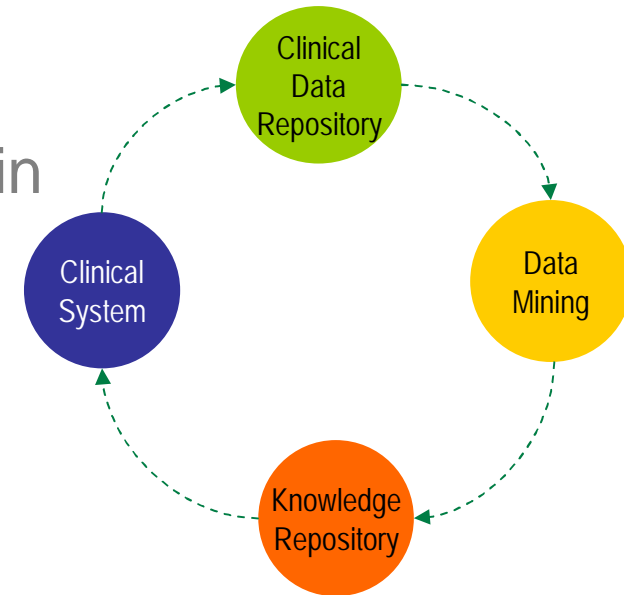 Clinical
Data
Repository
in
Clinical
System
Data
Mining
Knowledge
Repository